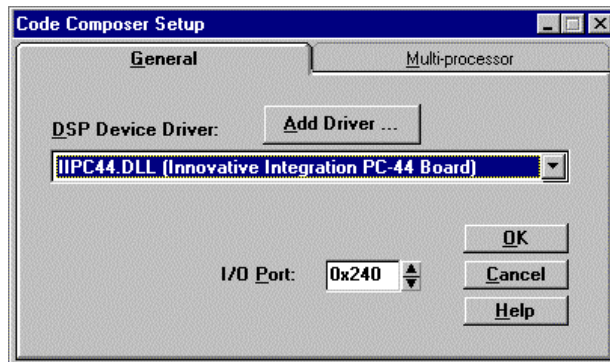 Code Composer Setup
General
Multi-processor
DSP Device Driver:
Add Driver ...
IIPC44.DLL (Innovative Integration PC-44 Board)
I/O Port:
0x240
OK
Cancel
Help